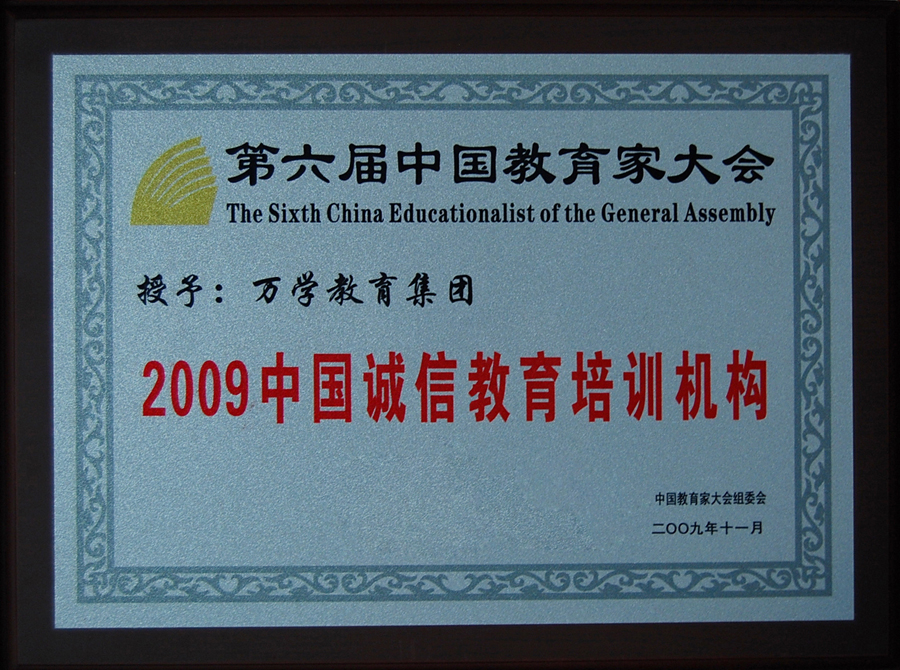 第六届中国教育家大会
The Sixth China Educationalist of the General Assembly
授予：万学教育集团
2009中国诚信教育培训机构
中国教育家大会组委会
二〇〇九年十一月